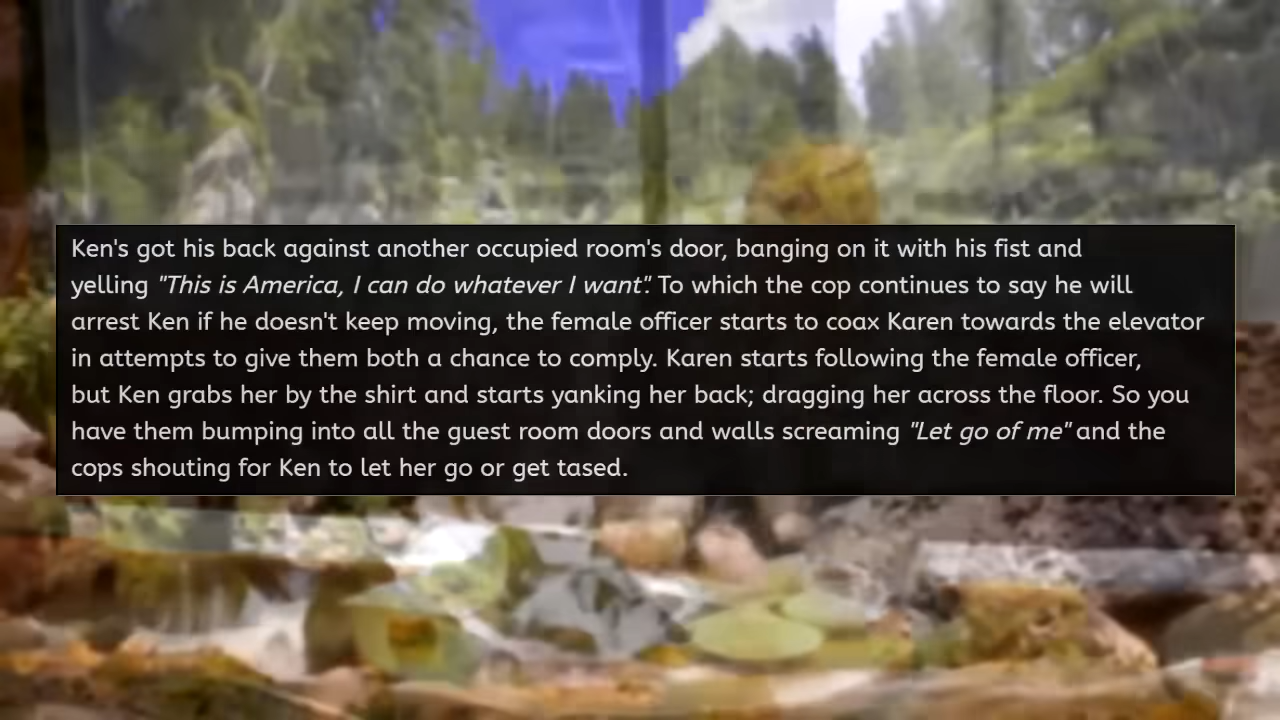 Ken's got his back against another occupied room's door, banging on it with his fist and
yelling "This is America, I can do whatever I want". To which the cop continues to say he will
arrest Ken if he doesn't keep moving, the female officer starts to coax Karen towards the elevator
in attempts to give them both a chance to comply. Karen starts following the female officer,
but Ken grabs her by the shirt and starts yanking her back; dragging her across the floor. So you
have them bumping into all the guest room doors and walls screaming "Let go of me" and the
cops shouting for Ken to let her go or get tased.